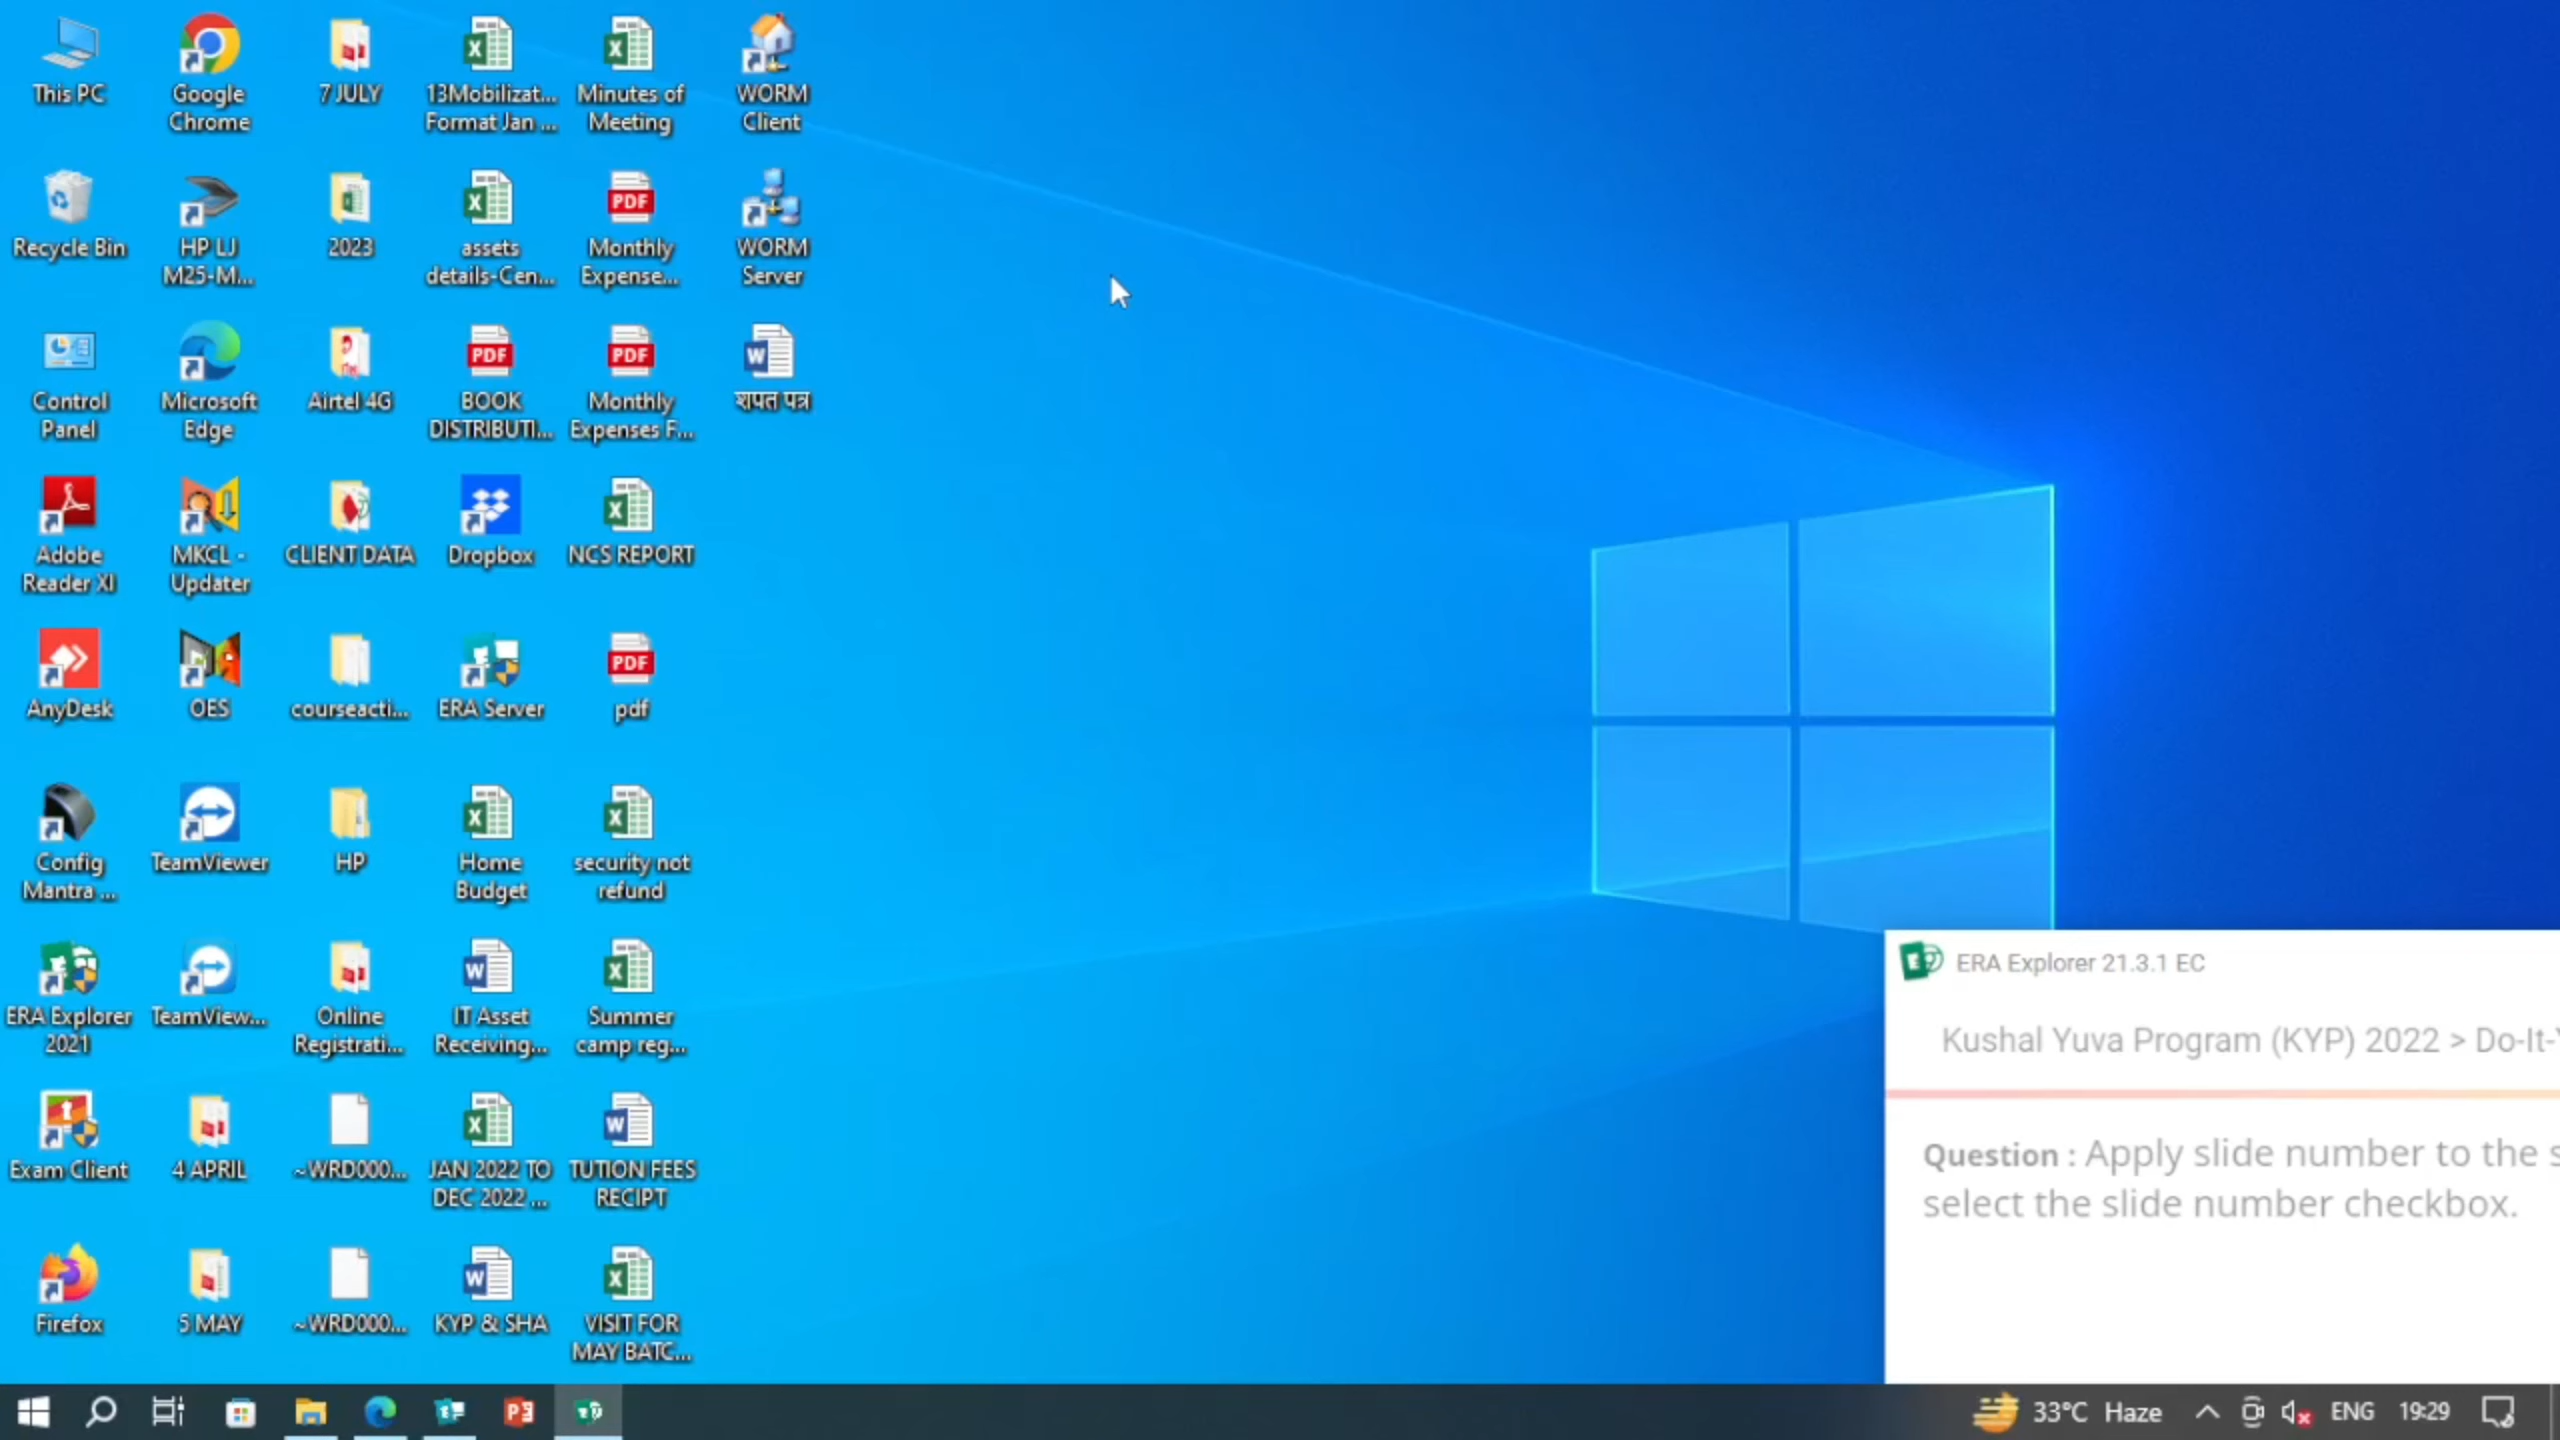 This PC
Google
Chrome
7 JULY
13Mobilizat...
Format Jan ...
Minutes of
Meeting
WORM
Client
Recycle Bin
HP LJ
M25-M...
2023
assets
details-Cen...
PDF
Monthly
Expense...
WORM
Server
Control
Panel
Microsoft
Edge
Airtel 4G
PDF
BOOK
DISTRIBUTI...
PDF
Monthly
Expenses F...
शपत पत्र
Adobe
Reader XI
MKCL -
Updater
CLIENT DATA
Dropbox
NCS REPORT
AnyDesk
OES
courseacti...
ERA Server
PDF
pdf
Config
Mantra ...
TeamViewer
HP
Home
Budget
security not
refund
ERA Explorer
2021
TeamView...
Online
Registrati...
IT Asset
Receiving...
Summer
camp reg...
Exam Client
4 APRIL
~WRD000...
JAN 2022 TO
DEC 2022 ...
TUTION FEES
RECIPT
Firefox
5 MAY
~WRD000...
KYP & SHA
VISIT FOR
MAY BATC...
ERA Explorer 21.3.1 EC
Kushal Yuva Program (KYP) 2022 > Do-It-
Question : Apply slide number to the s
select the slide number checkbox.
33°C Haze
ENG
19:29